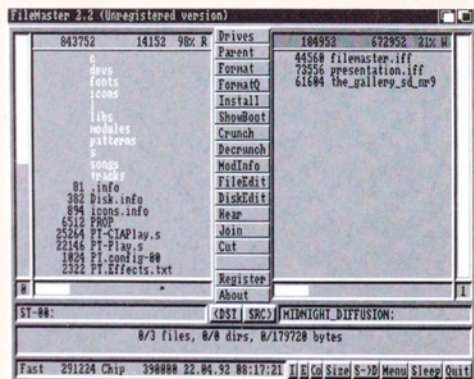 FileMaster 2.2 (Unregistered version)
843752 14152 98% R
c
devs
fonts
icons
l
libs
modules
patterns
s
songs
tracks
81 .info
382 Disk.info
894 icons.info
6512 PROP
25264 PT-CIAPlay.s
22146 PT-Play.s
1024 PT.config-00
2322 PT.Effects.txt
0
ST-00:
Drives
Parent
Format
FormatQ
Install
ShowBoot
Crunch
Decrunch
ModInfo
FileEdit
DiskEdit
Hear
Join
Cut
Register
About
<DST SRC>
184952 672952 21% W
44560 filemaster.iff
73556 presentation.iff
61604 the_gallery_sd_nr9
1
MIDNIGHT_DIFFUSION:
0/3 files, 0/0 dirs, 0/179720 bytes
Fast 291224 Chip 390000 22.04.92 08:17:21 I E Co Size S->D Menu Sleep Quit